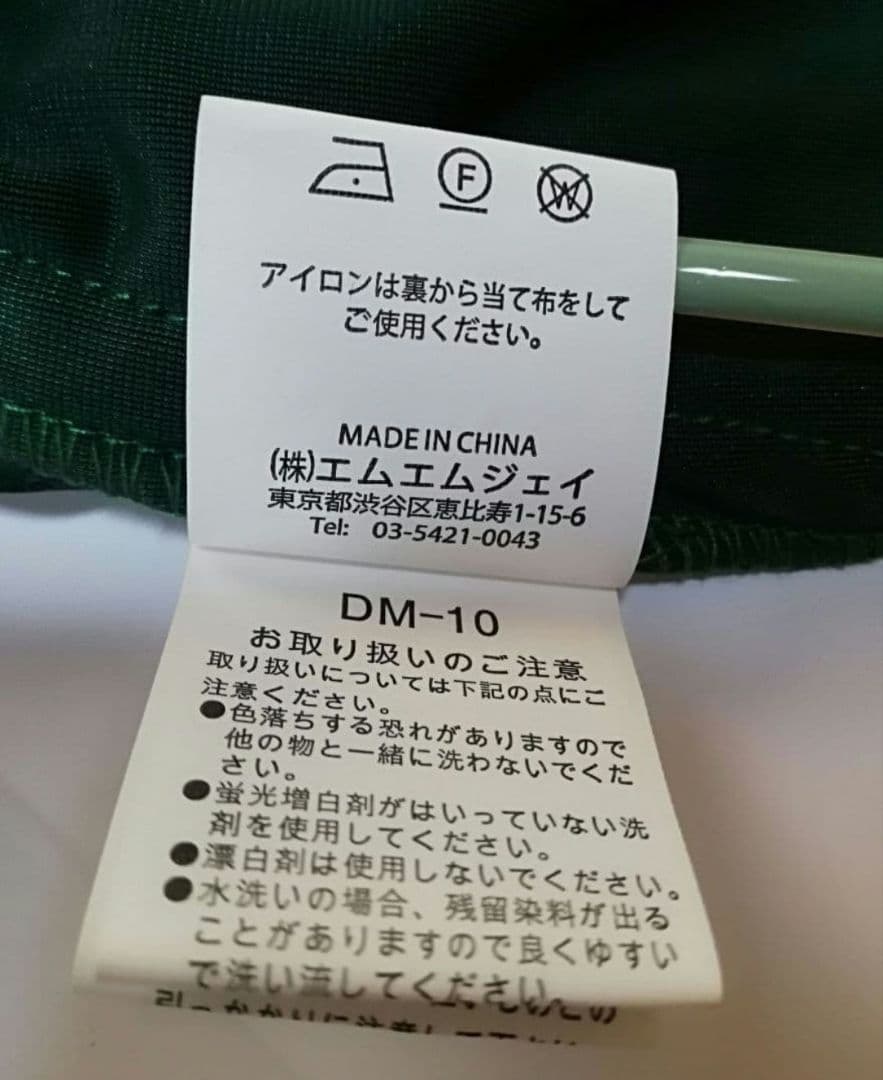 F
W
アイロンは裏から当て布をして
ご使用ください。
MADE IN CHINA
(株)エムエムジェイ
東京都渋谷区恵比寿1-15-6
Tel: 03-5421-0043
DM-10
お取り扱いのご注意
取り扱いについては下記の点にご
注意ください。
●色落ちする恐れがありますので
他の物と一緒に洗わないでくだ
さい。
●蛍光増白剤がはいっていない洗
剤を使用してください。
●漂白剤は使用しないでください。
●水洗いの場合、残留染料が出る
ことがありますので良くゆすい
で洗い流してください。